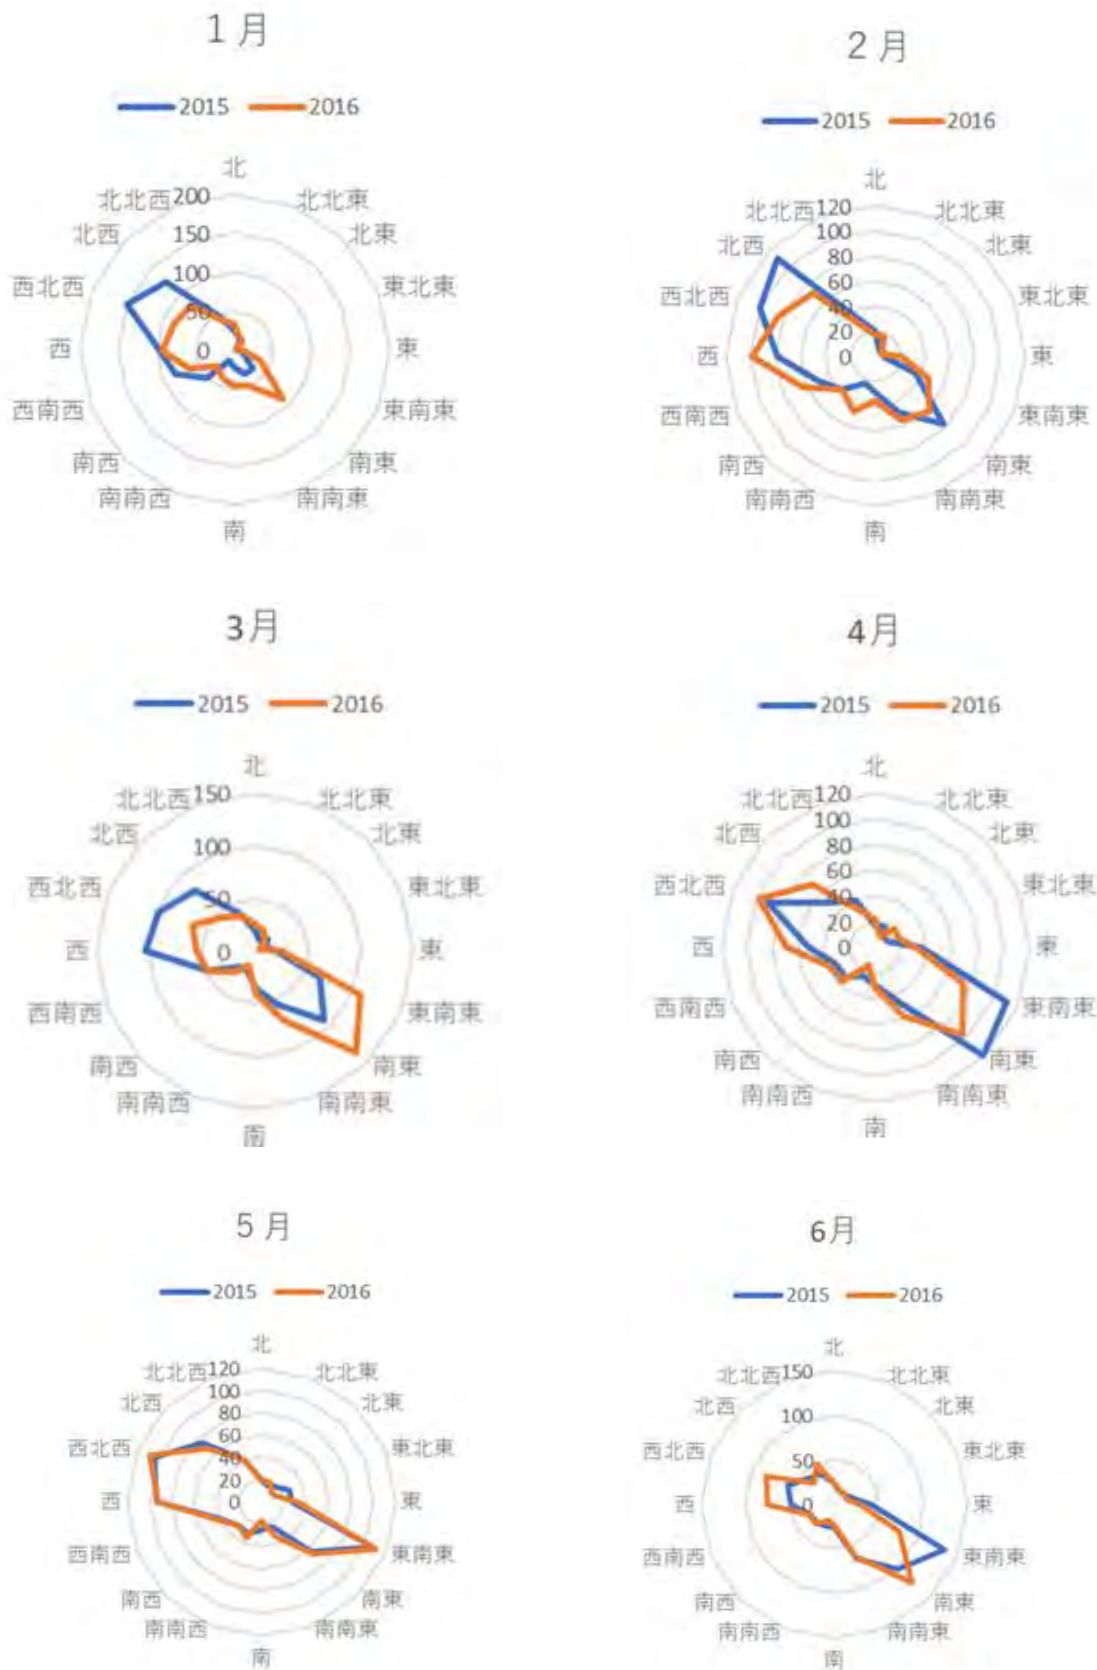 1月
2015 2016
北
北北西 200 北北東
北西 150 北東
西北西 100 東北東
50
西 0 東
西南西 東南東
南西 南東
南南西 南南東
南
2月
2015 2016
北
北北西 120 北北東
北西 100 北東
80
西北西 60 東北東
40
20
西 0 東
西南西 東南東
南西 南東
南南西 南南東
南
3月
2015 2016
北
北北西 150 北北東
北西 100 北東
西北西 50 東北東
西 0 東
西南西 東南東
南西 南東
南南西 南南東
南
4月
2015 2016
北
北北西 120 北北東
北西 100 北東
80
西北西 60 東北東
40
20
西 0 東
西南西 東南東
南西 南東
南南西 南南東
南
5月
2015 2016
北
北北西 120 北北東
北西 100 北東
80
西北西 60 東北東
40
20
西 0 東
西南西 東南東
南西 南東
南南西 南南東
南
6月
2015 2016
北
北北西 150 北北東
北西 100 北東
西北西 50 東北東
西 0 東
西南西 東南東
南西 南東
南南西 南南東
南